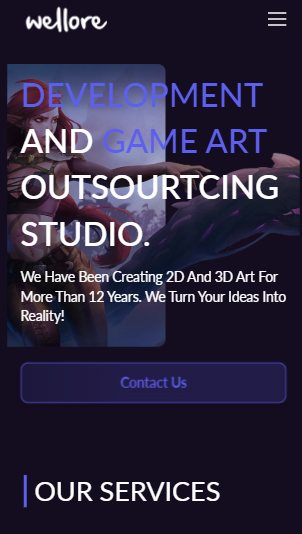 wellore
DEVELOPMENT
AND GAME ART
OUTSOURTCING
STUDIO.
We Have Been Creating 2D And 3D Art For
More Than 12 Years. We Turn Your Ideas Into
Reality!
Contact Us
OUR SERVICES